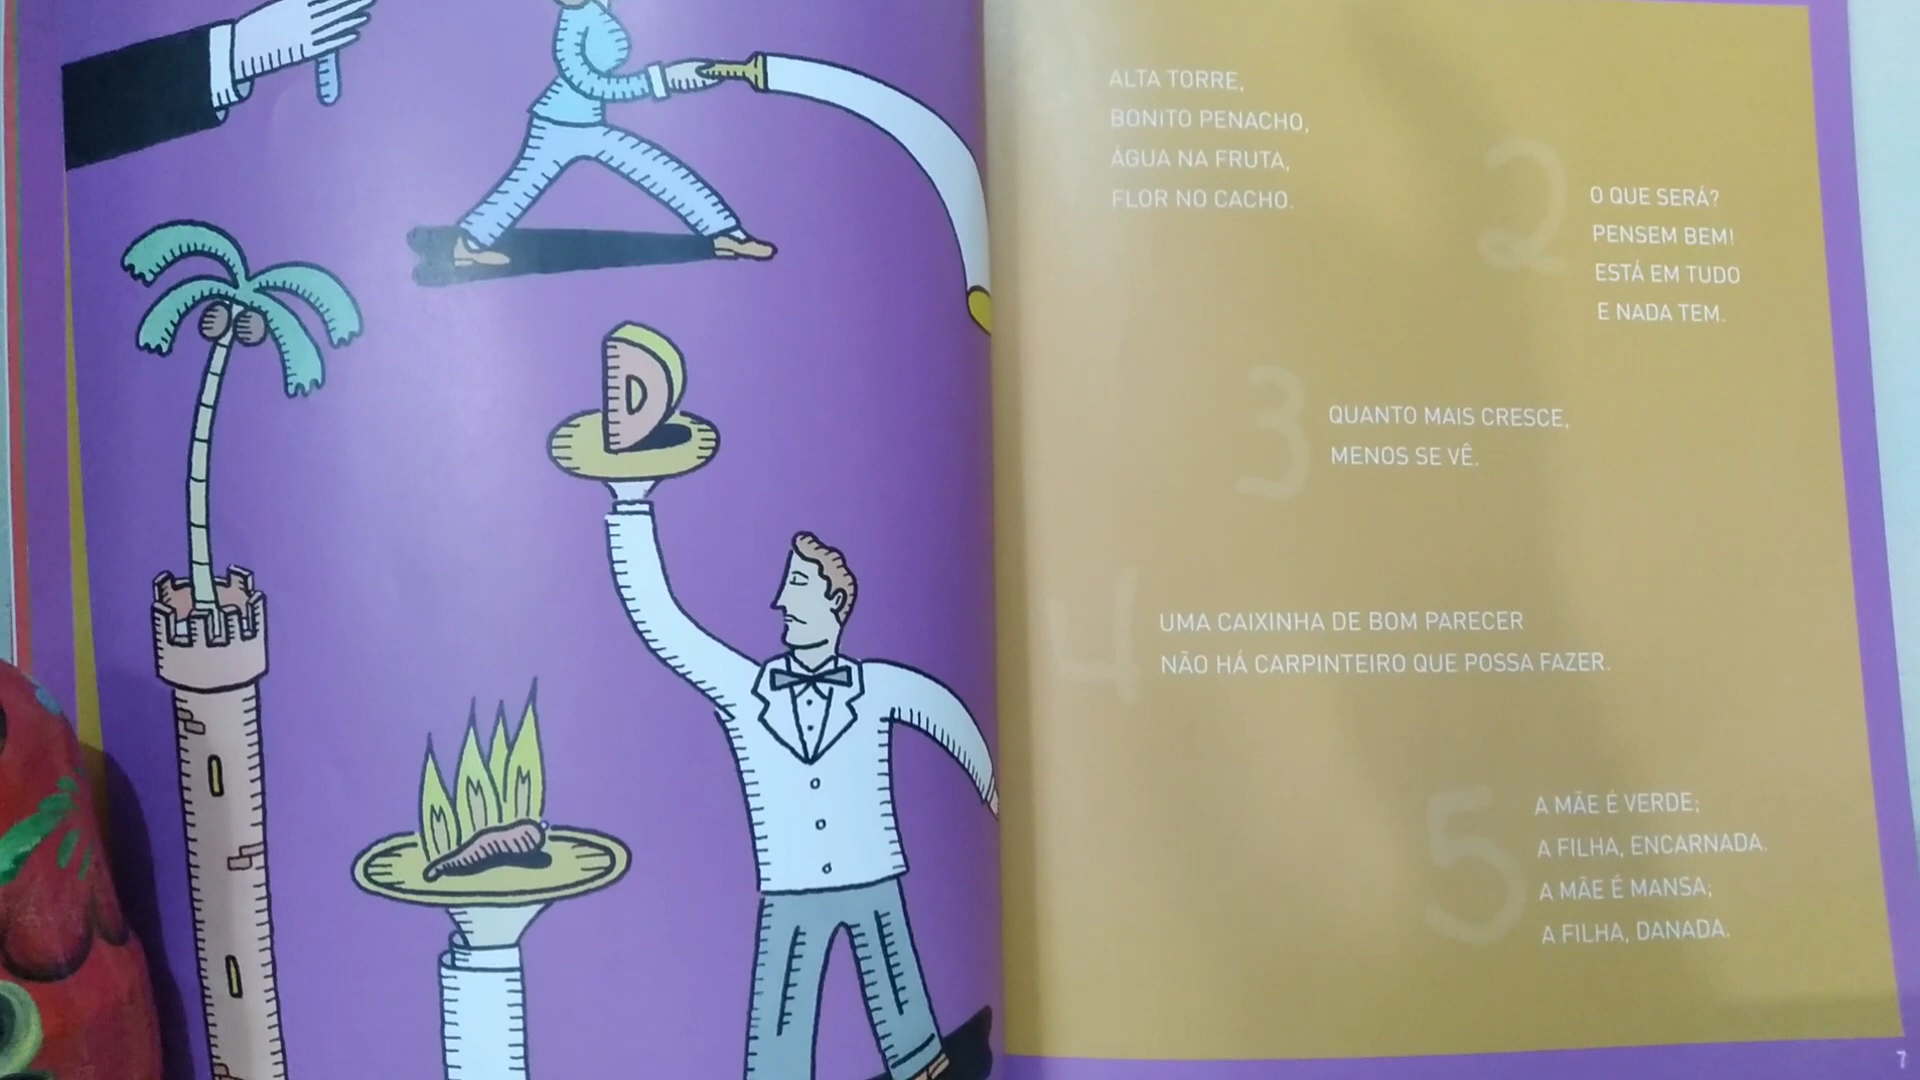 ALTA TORRE,
BONITO PENACHO,
ÁGUA NA FRUTA,
FLOR NO CACHO.
2
O QUE SERÁ?
PENSEM BEM!
ESTÁ EM TUDO
E NADA TEM.
3
QUANTO MAIS CRESCE,
MENOS SE VÊ.
4
UMA CAIXINHA DE BOM PARECER
NÃO HÁ CARPINTEIRO QUE POSSA FAZER.
5
A MÃE É VERDE;
A FILHA, ENCARNADA.
A MÃE É MANSA;
A FILHA, DANADA.
7
D